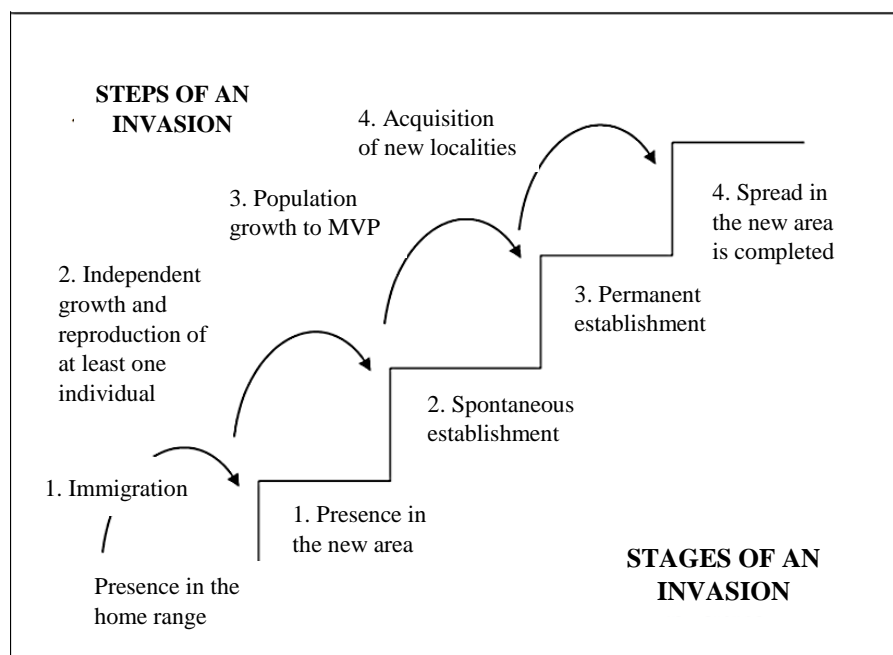 STEPS OF AN
INVASION
4. Acquisition
of new localities
3. Population
growth to MVP
4. Spread in
the new area
is completed
2. Independent
growth and
reproduction of
at least one
individual
3. Permanent
establishment
2. Spontaneous
establishment
1. Immigration
1. Presence in
the new area
STAGES OF AN
INVASION
Presence in the
home range